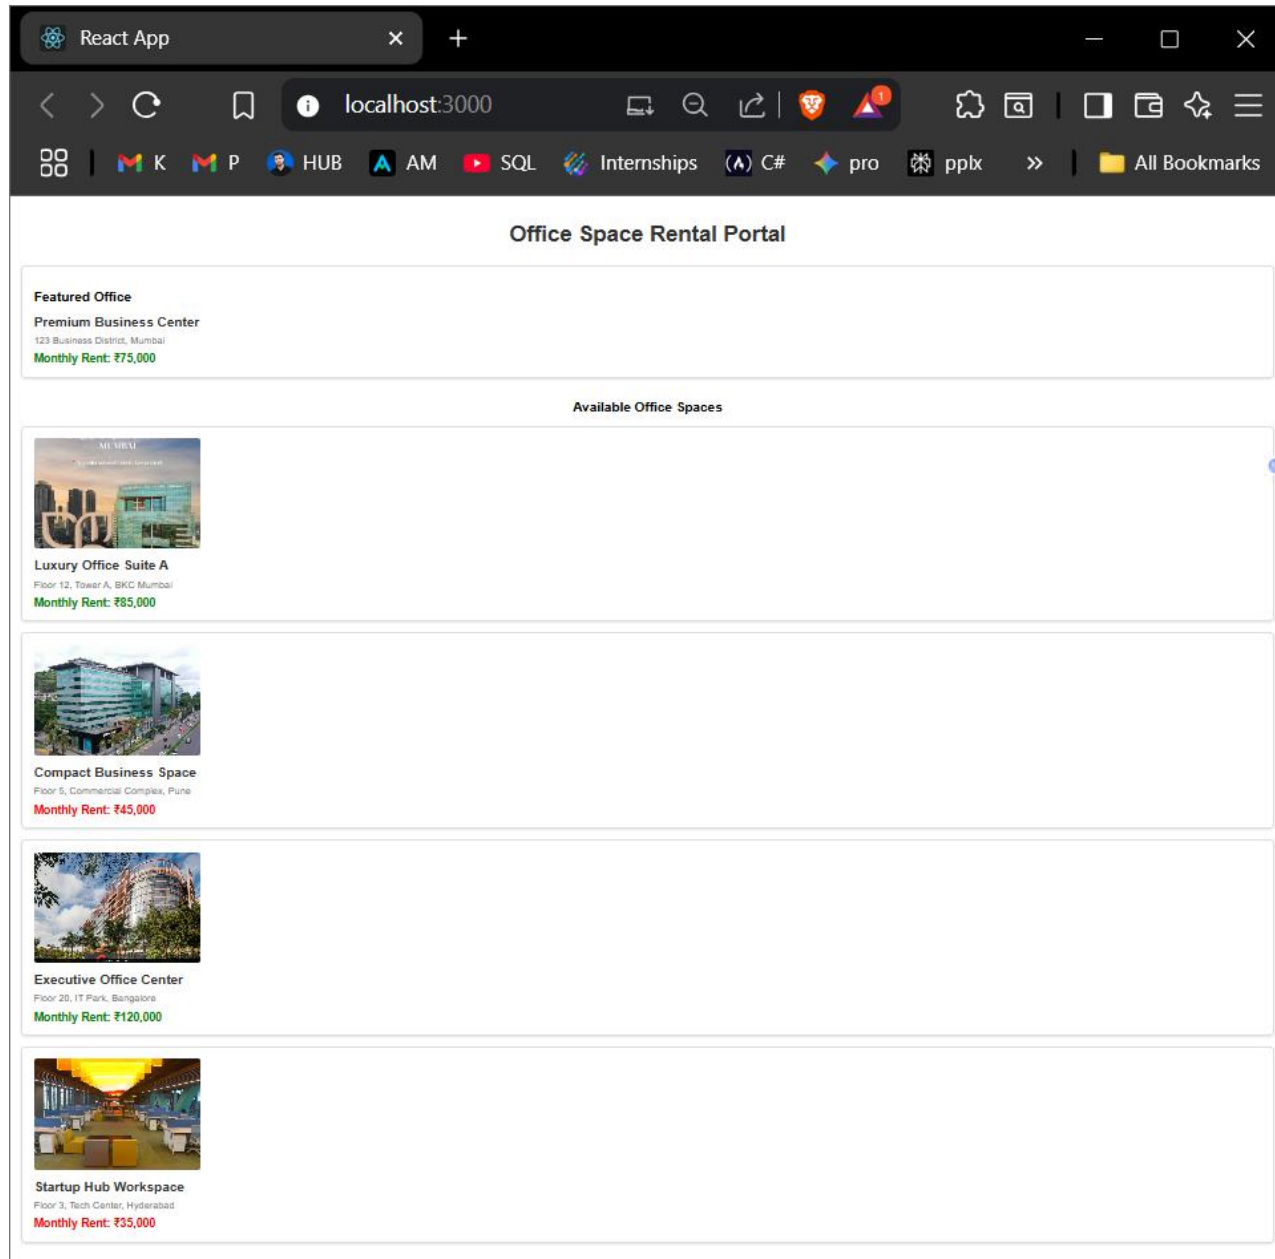 React App
localhost:3000
1
K P HUB AM SQL Internships C# pro pplx » All Bookmarks
Office Space Rental Portal
Featured Office
Premium Business Center
123 Business District, Mumbai
Monthly Rent: ₹75,000
Available Office Spaces
MUMBAI
Luxury Office Suite A
Floor 12, Tower A, BKC Mumbai
Monthly Rent: ₹85,000
Compact Business Space
Floor 5, Commercial Complex, Pune
Monthly Rent: ₹45,000
Executive Office Center
Floor 20, IT Park, Bangalore
Monthly Rent: ₹120,000
Startup Hub Workspace
Floor 3, Tech Center, Hyderabad
Monthly Rent: ₹35,000